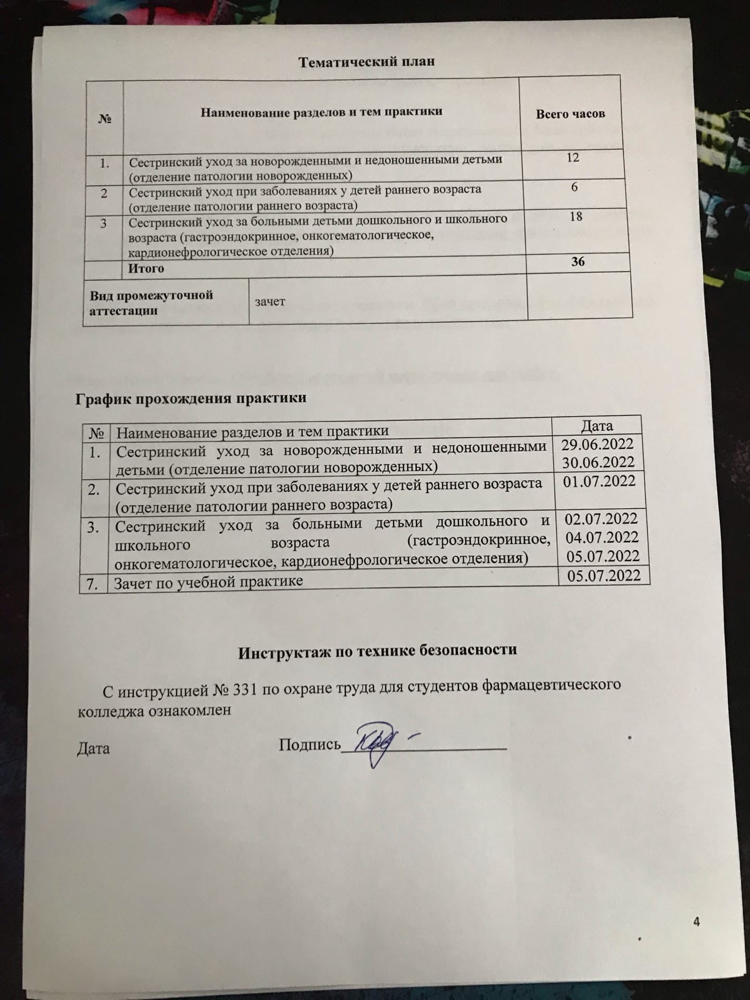 Тематический план
№ Наименование разделов и тем практики Всего часов
1. Сестринский уход за новорожденными и недоношенными детьми 12
(отделение патологии новорожденных)
2 Сестринский уход при заболеваниях у детей раннего возраста 6
(отделение патологии раннего возраста)
3 Сестринский уход за больными детьми дошкольного и школьного 18
возраста (гастроэндокринное, онкогематологическое,
кардионефрологическое отделения)
Итого 36
Вид промежуточной
аттестации
зачет
График прохождения практики
№ Наименование разделов и тем практики Дата
1. Сестринский уход за новорожденными и недоношенными 29.06.2022
детьми (отделение патологии новорожденных) 30.06.2022
2. Сестринский уход при заболеваниях у детей раннего возраста 01.07.2022
(отделение патологии раннего возраста)
3. Сестринский уход за больными детьми дошкольного и 02.07.2022
школьного возраста (гастроэндокринное, 04.07.2022
онкогематологическое, кардионефрологическое отделения) 05.07.2022
7. Зачет по учебной практике 05.07.2022
Инструктаж по технике безопасности
С инструкцией № 331 по охране труда для студентов фармацевтического
колледжа ознакомлен
Дата Подпись
4